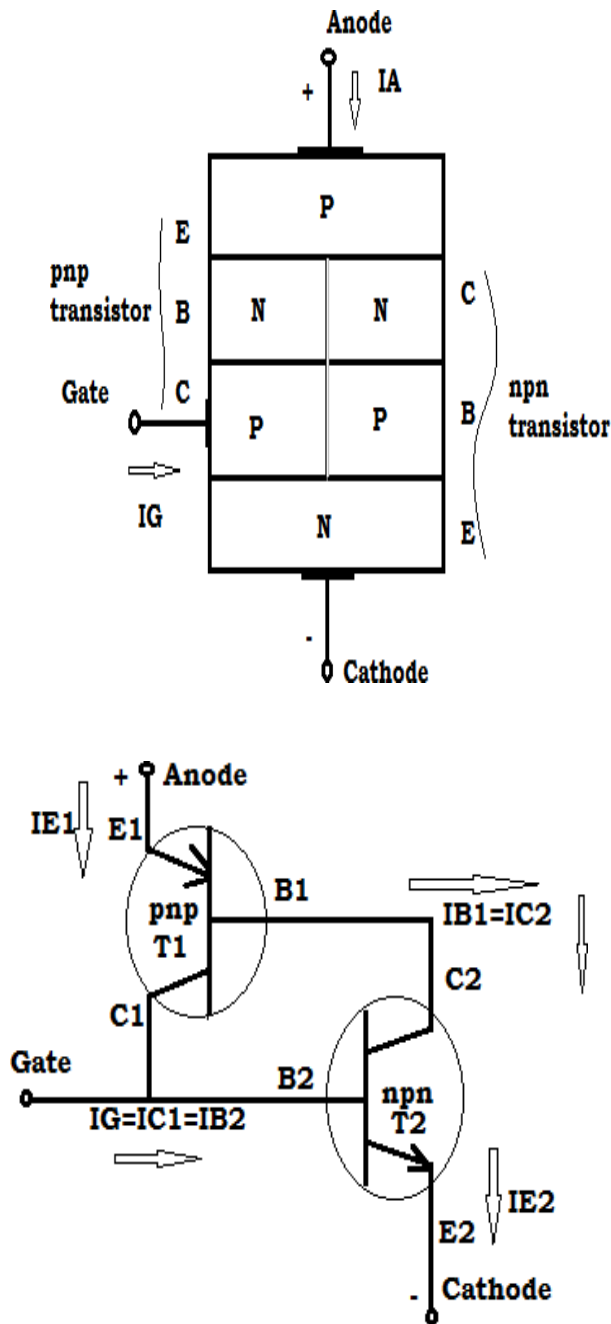 Anode
+ IA
P
E
pnp
transistor
B
N N
C
Gate
C
P P
B
npn
transistor
IG
N
E
-
Cathode
+ Anode
IE1
E1
B1
pnp
T1
IB1=IC2
C1
C2
Gate
B2
npn
T2
IG=IC1=IB2
IE2
E2
- Cathode